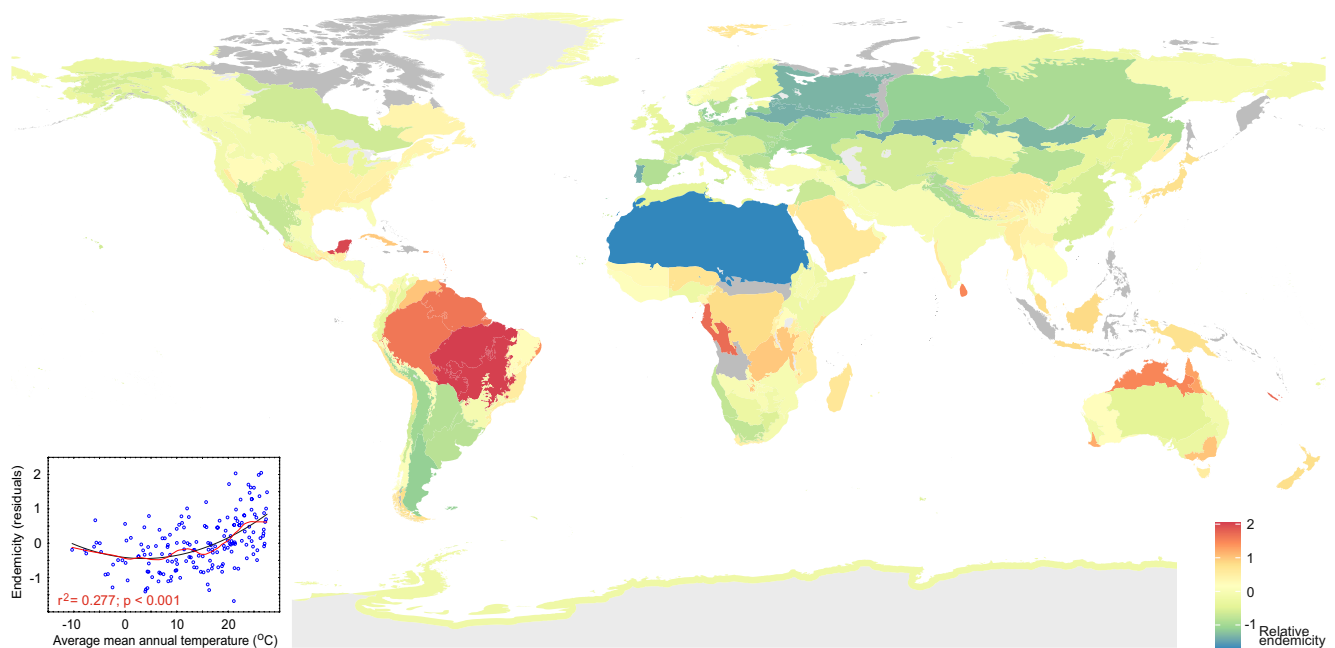 Endemicity (residuals)
2
1
0
-1
r2= 0.277; p < 0.001
-10
0
10
20
Average mean annual temperature (oC)
2
1
0
-1
Relative
endemicity